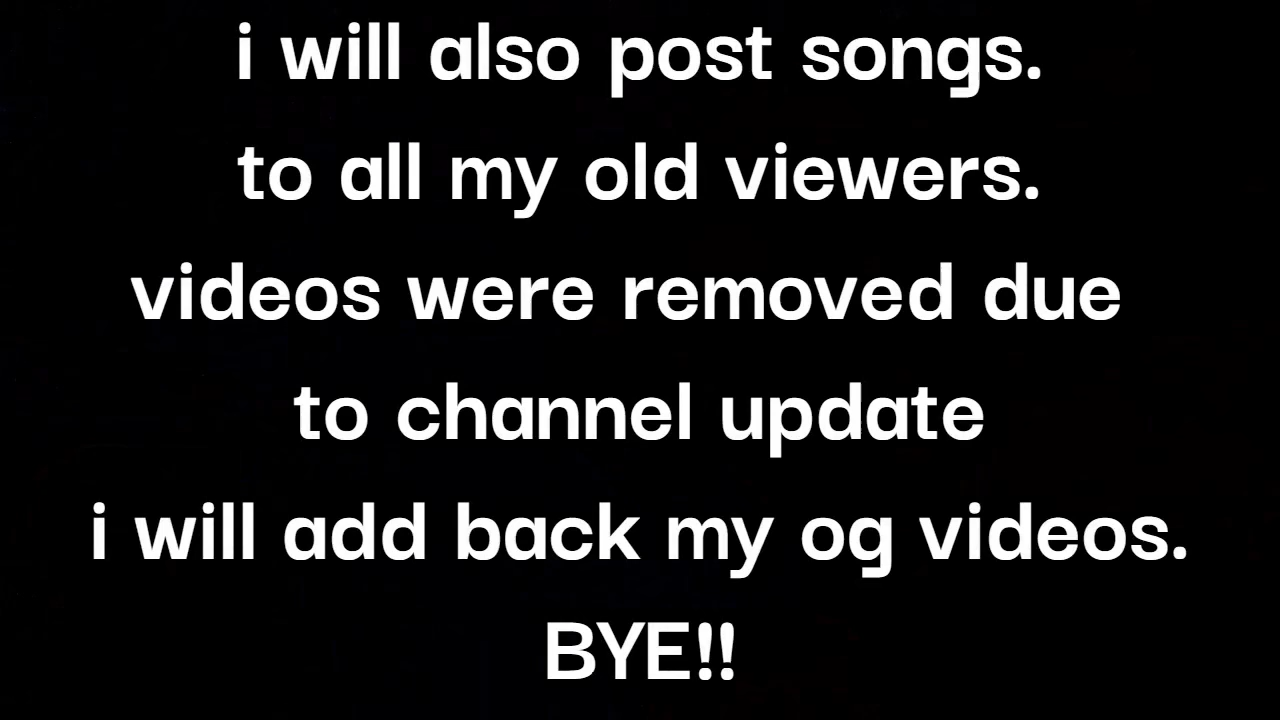 i will also post songs.
to all my old viewers.
videos were removed due
to channel update
i will add back my og videos.
BYE!!